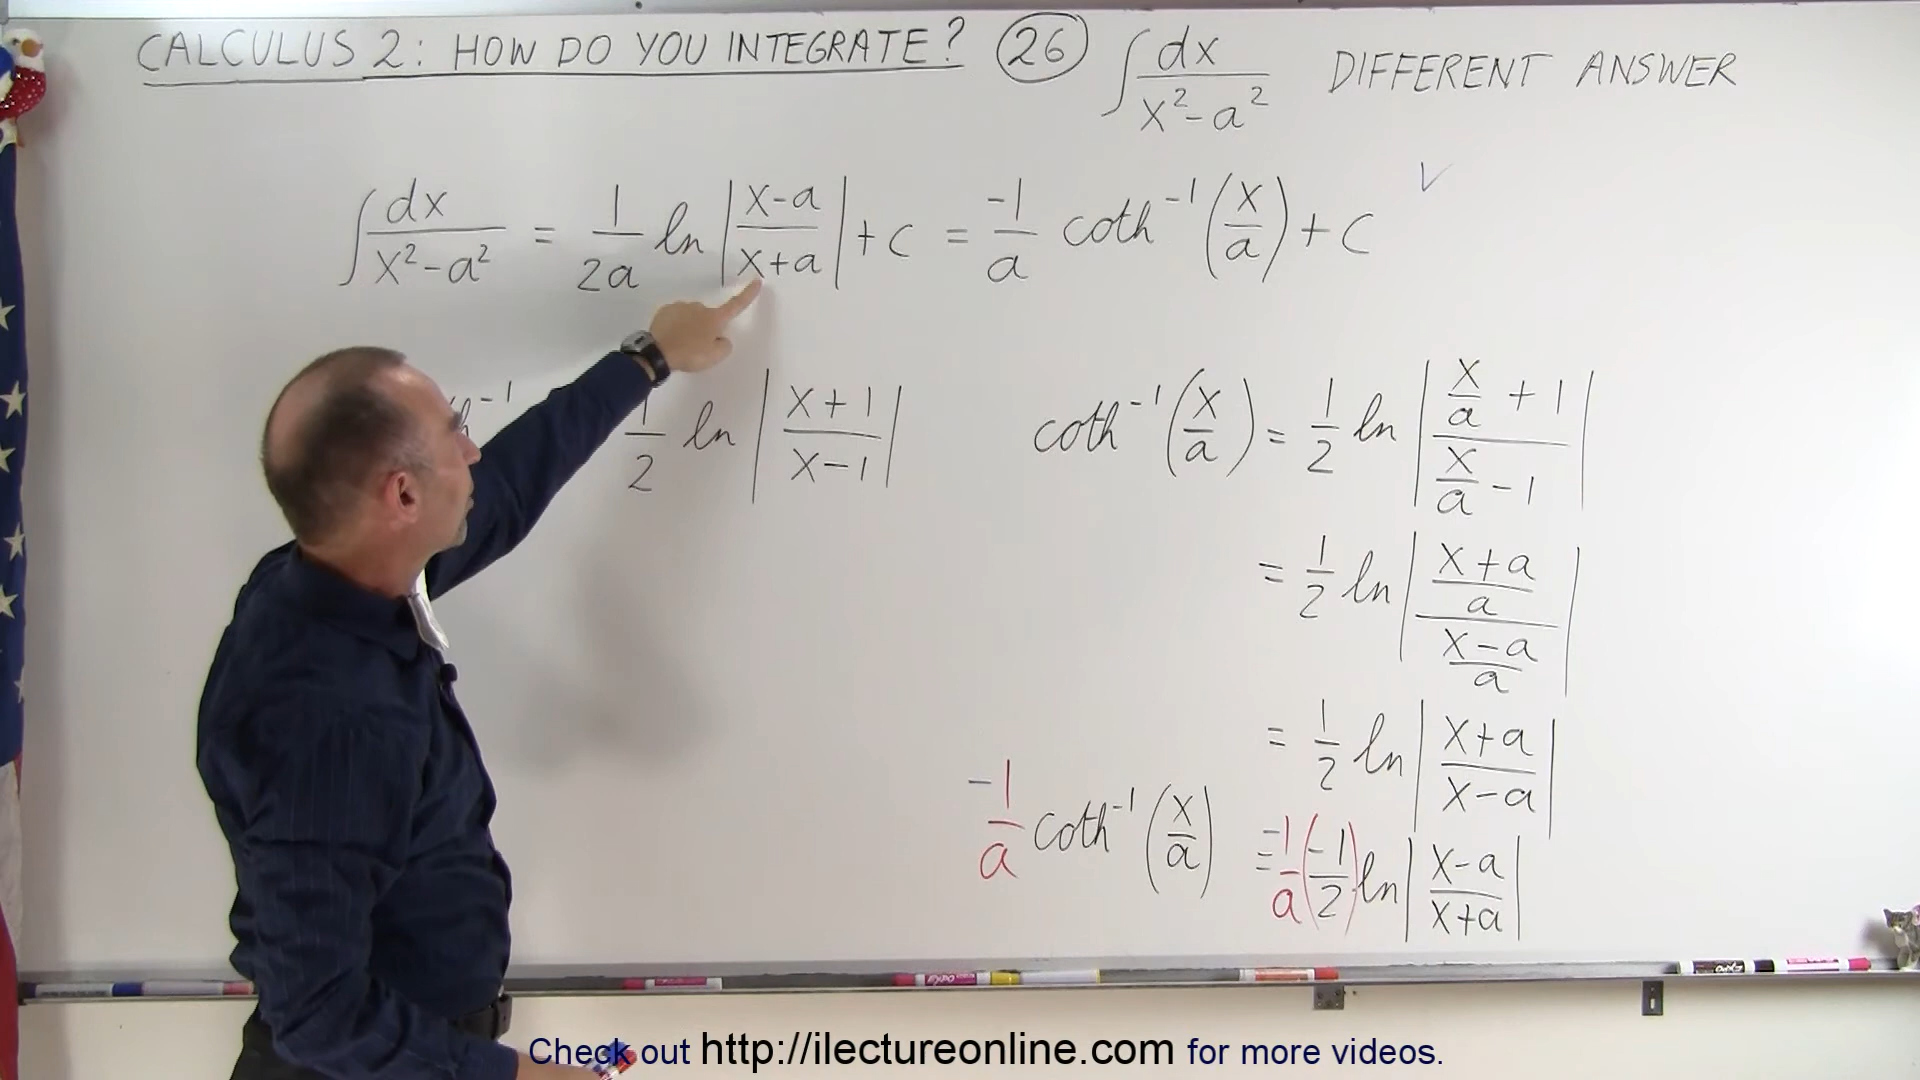 CALCULUS 2: HOW DO YOU INTEGRATE? 26 ∫ dx/(x²-a²) DIFFERENT ANSWER
∫ dx/(x²-a²) = 1/(2a) ln |(x-a)/(x+a)| + C = -1/a coth⁻¹(x/a) + C
h⁻¹ 1/2 ln |(x+1)/(x-1)|
coth⁻¹(x/a) = 1/2 ln |(x/a + 1)/(x/a - 1)|
= 1/2 ln |((x+a)/a)/((x-a)/a)|
= 1/2 ln |(x+a)/(x-a)|
-1/a coth⁻¹(x/a) = -1/a (-1/2) ln |(x-a)/(x+a)|
Check out http://ilectureonline.com for more videos.